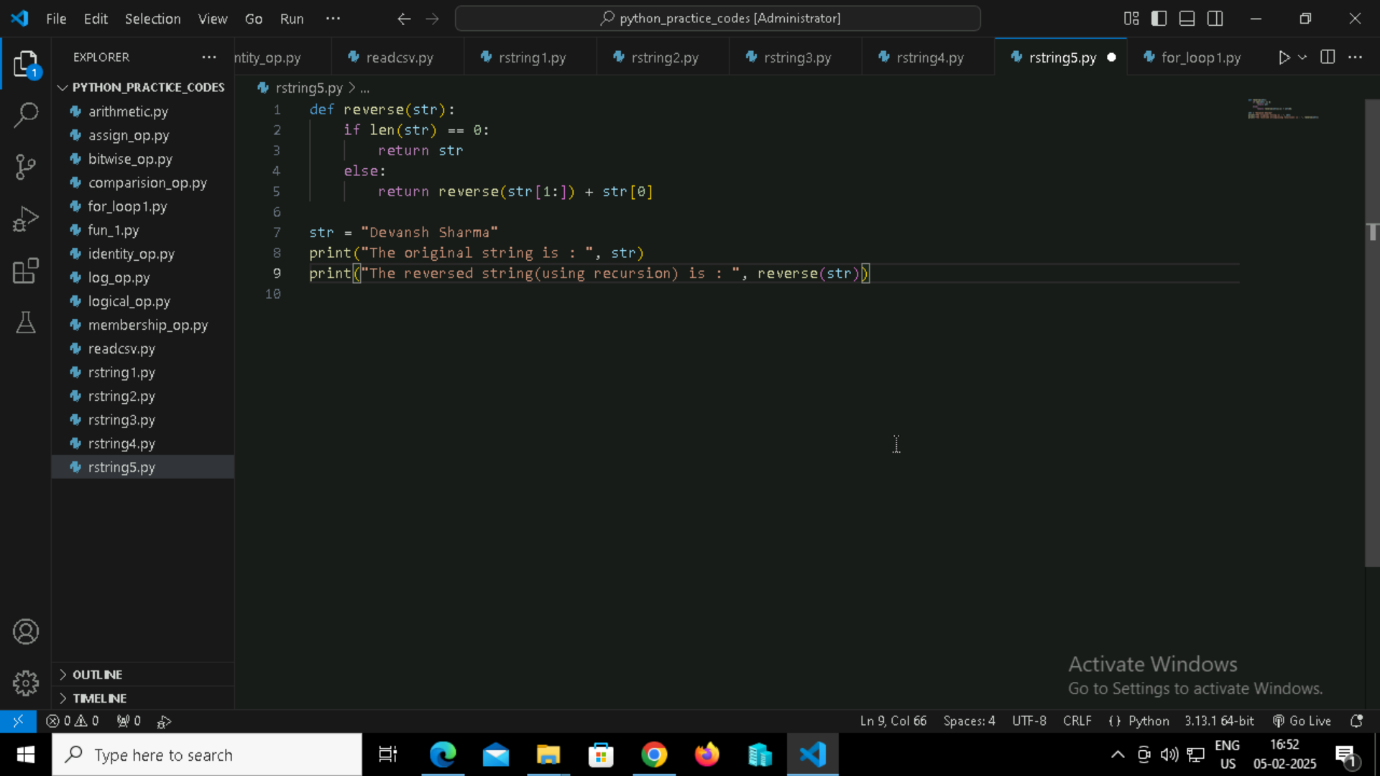 File Edit Selection View Go Run ··· python_practice_codes [Administrator]
EXPLORER ··· ntity_op.py readcsv.py rstring1.py rstring2.py rstring3.py rstring4.py rstring5.py for_loop1.py ···
PYTHON_PRACTICE_CODES
arithmetic.py
assign_op.py
bitwise_op.py
comparision_op.py
for_loop1.py
fun_1.py
identity_op.py
log_op.py
logical_op.py
membership_op.py
readcsv.py
rstring1.py
rstring2.py
rstring3.py
rstring4.py
rstring5.py
OUTLINE
TIMELINE
1
rstring5.py > ...
1 def reverse(str):
2 if len(str) == 0:
3 return str
4 else:
5 return reverse(str[1:]) + str[0]
6
7 str = "Devansh Sharma"
8 print("The original string is : ", str)
9 print("The reversed string(using recursion) is : ", reverse(str))
10
Activate Windows
Go to Settings to activate Windows.
0 0 0 Ln 9, Col 66 Spaces: 4 UTF-8 CRLF {} Python 3.13.1 64-bit Go Live
Type here to search
ENG
US
16:52
05-02-2025
1